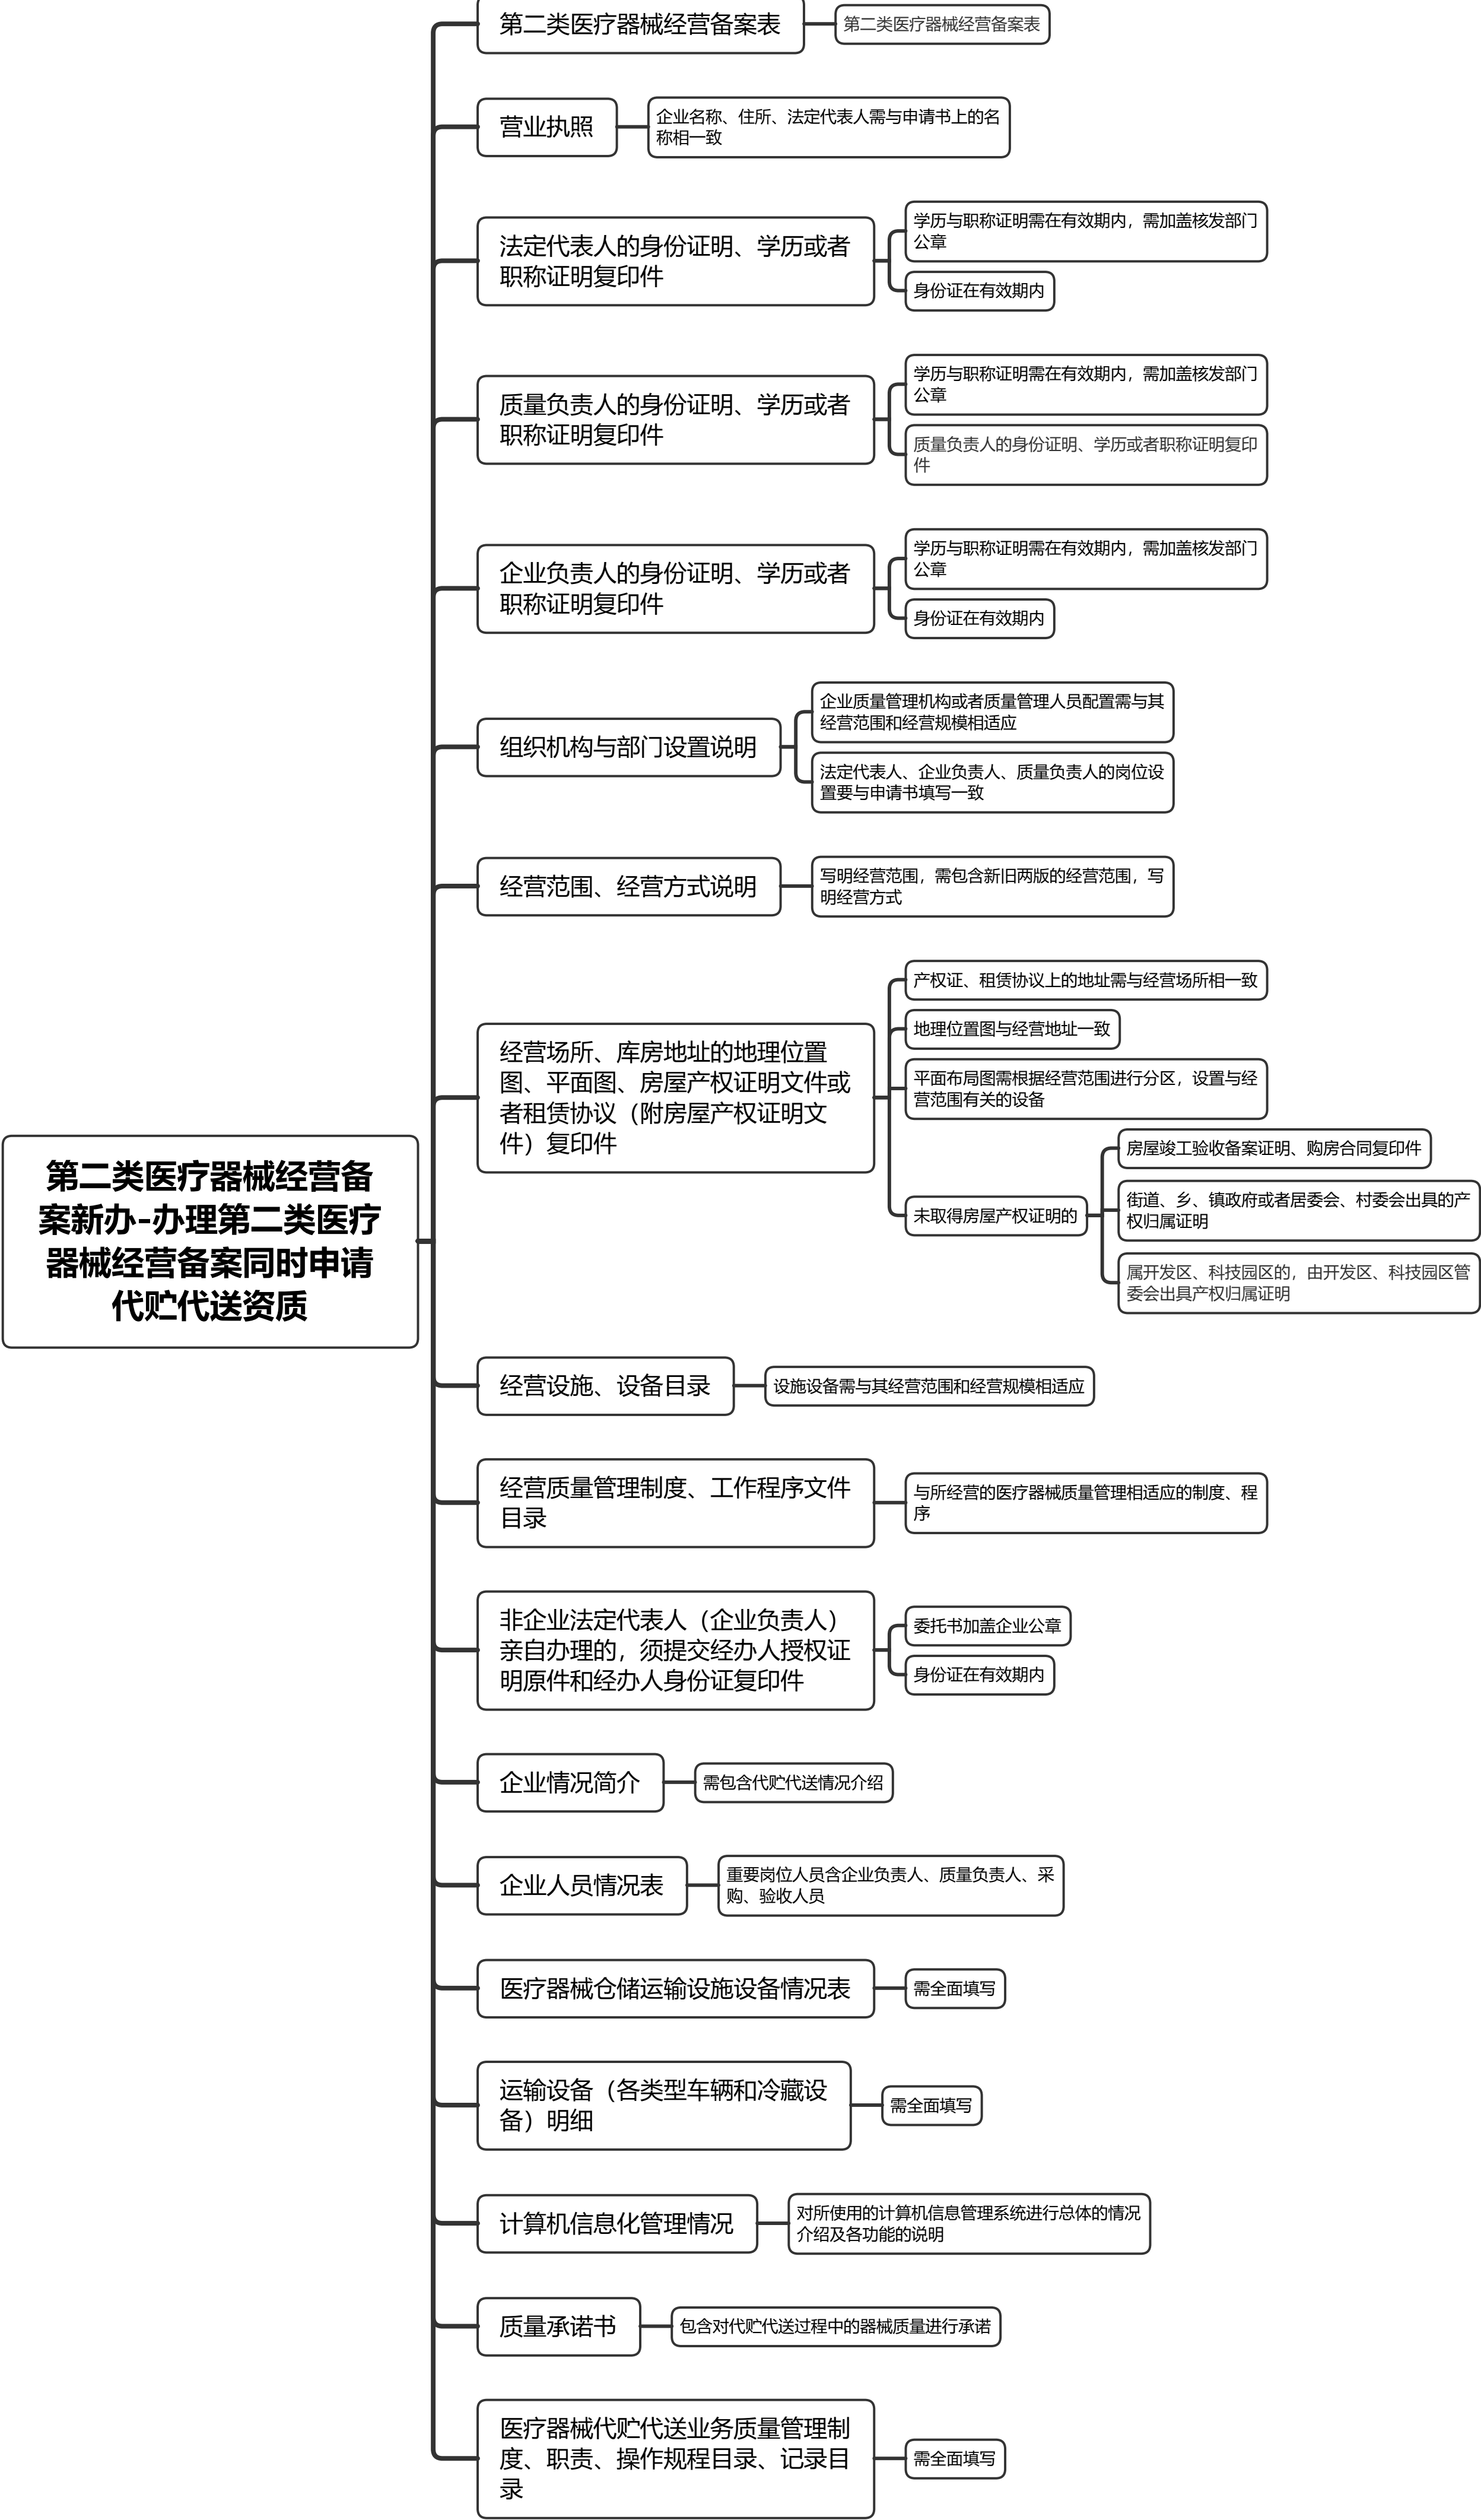 第二类医疗器械经营备案表
第二类医疗器械经营备案表
营业执照
企业名称、住所、法定代表人需与申请书上的名
称相一致
法定代表人的身份证明、学历或者
职称证明复印件
学历与职称证明需在有效期内，需加盖核发部门
公章
身份证在有效期内
质量负责人的身份证明、学历或者
职称证明复印件
学历与职称证明需在有效期内，需加盖核发部门
公章
质量负责人的身份证明、学历或者职称证明复印
件
企业负责人的身份证明、学历或者
职称证明复印件
学历与职称证明需在有效期内，需加盖核发部门
公章
身份证在有效期内
组织机构与部门设置说明
企业质量管理机构或者质量管理人员配置需与其
经营范围和经营规模相适应
法定代表人、企业负责人、质量负责人的岗位设
置要与申请书填写一致
经营范围、经营方式说明
写明经营范围，需包含新旧两版的经营范围，写
明经营方式
经营场所、库房地址的地理位置
图、平面图、房屋产权证明文件或
者租赁协议（附房屋产权证明文
件）复印件
产权证、租赁协议上的地址需与经营场所相一致
地理位置图与经营地址一致
平面布局图需根据经营范围进行分区，设置与经
营范围有关的设备
未取得房屋产权证明的
房屋竣工验收备案证明、购房合同复印件
街道、乡、镇政府或者居委会、村委会出具的产
权归属证明
属开发区、科技园区的，由开发区、科技园区管
委会出具产权归属证明
第二类医疗器械经营备
案新办-办理第二类医疗
器械经营备案同时申请
代贮代送资质
经营设施、设备目录
设施设备需与其经营范围和经营规模相适应
经营质量管理制度、工作程序文件
目录
与所经营的医疗器械质量管理相适应的制度、程
序
非企业法定代表人（企业负责人）
亲自办理的，须提交经办人授权证
明原件和经办人身份证复印件
委托书加盖企业公章
身份证在有效期内
企业情况简介
需包含代贮代送情况介绍
企业人员情况表
重要岗位人员含企业负责人、质量负责人、采
购、验收人员
医疗器械仓储运输设施设备情况表
需全面填写
运输设备（各类型车辆和冷藏设
备）明细
需全面填写
计算机信息化管理情况
对所使用的计算机信息管理系统进行总体的情况
介绍及各功能的说明
质量承诺书
包含对代贮代送过程中的器械质量进行承诺
医疗器械代贮代送业务质量管理制
度、职责、操作规程目录、记录目
录
需全面填写